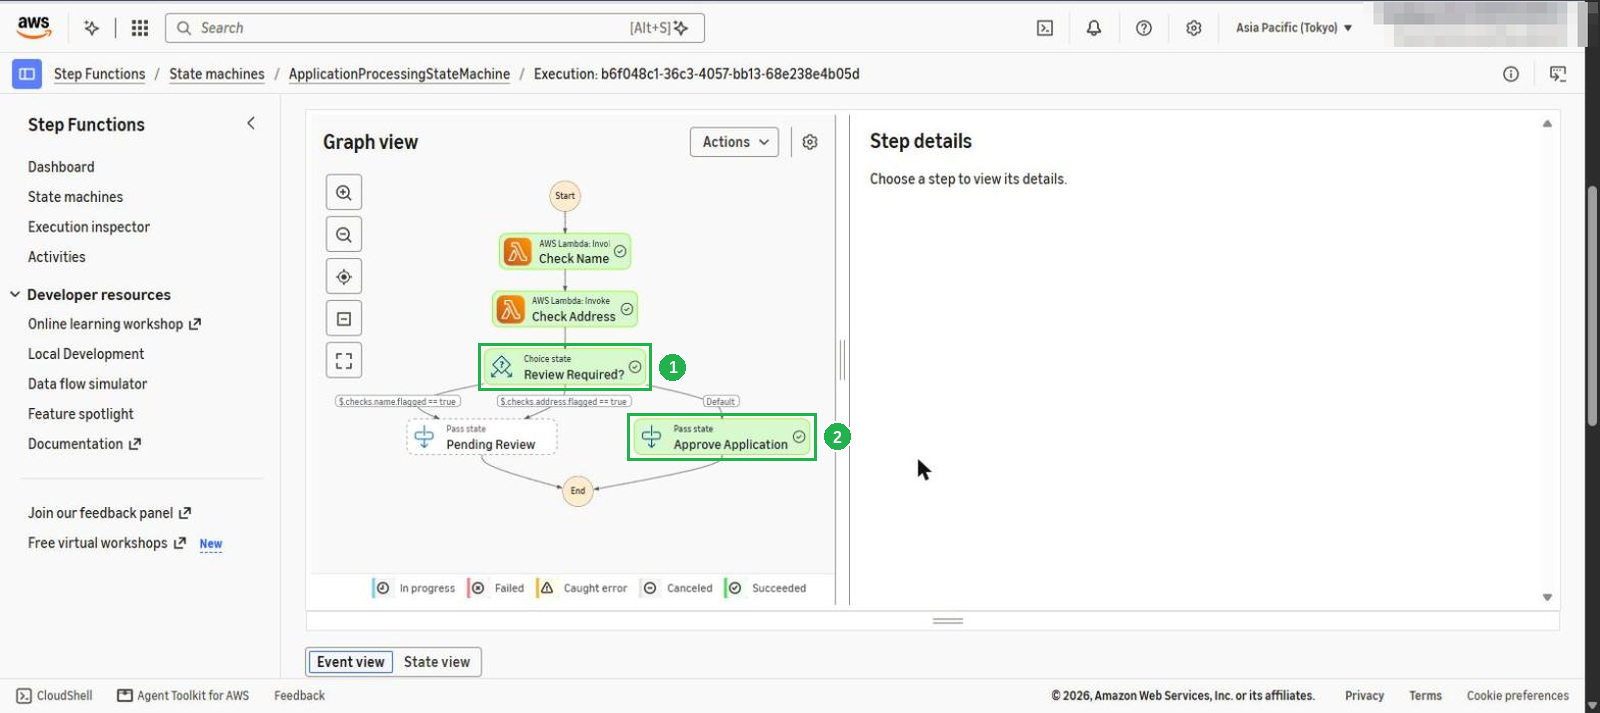 aws
Search
[Alt+S]
Asia Pacific (Tokyo)
Step Functions / State machines / ApplicationProcessingStateMachine / Execution: b6f048c1-36c3-4057-bb13-68e238e4b05d
Step Functions
Dashboard
State machines
Execution inspector
Activities
Developer resources
Online learning workshop
Local Development
Data flow simulator
Feature spotlight
Documentation
Join our feedback panel
Free virtual workshops New
Graph view
Actions
Start
AWS Lambda: Invo
Check Name
AWS Lambda: Invoke
Check Address
Choice state
Review Required?
1
$.checks.name.flagged == true
$.checks.address.flagged == true
Default
Pass state
Pending Review
Pass state
Approve Application
2
End
In progress
Failed
Caught error
Canceled
Succeeded
Step details
Choose a step to view its details.
Event view
State view
CloudShell
Agent Toolkit for AWS
Feedback
© 2026, Amazon Web Services, Inc. or its affiliates.
Privacy
Terms
Cookie preferences